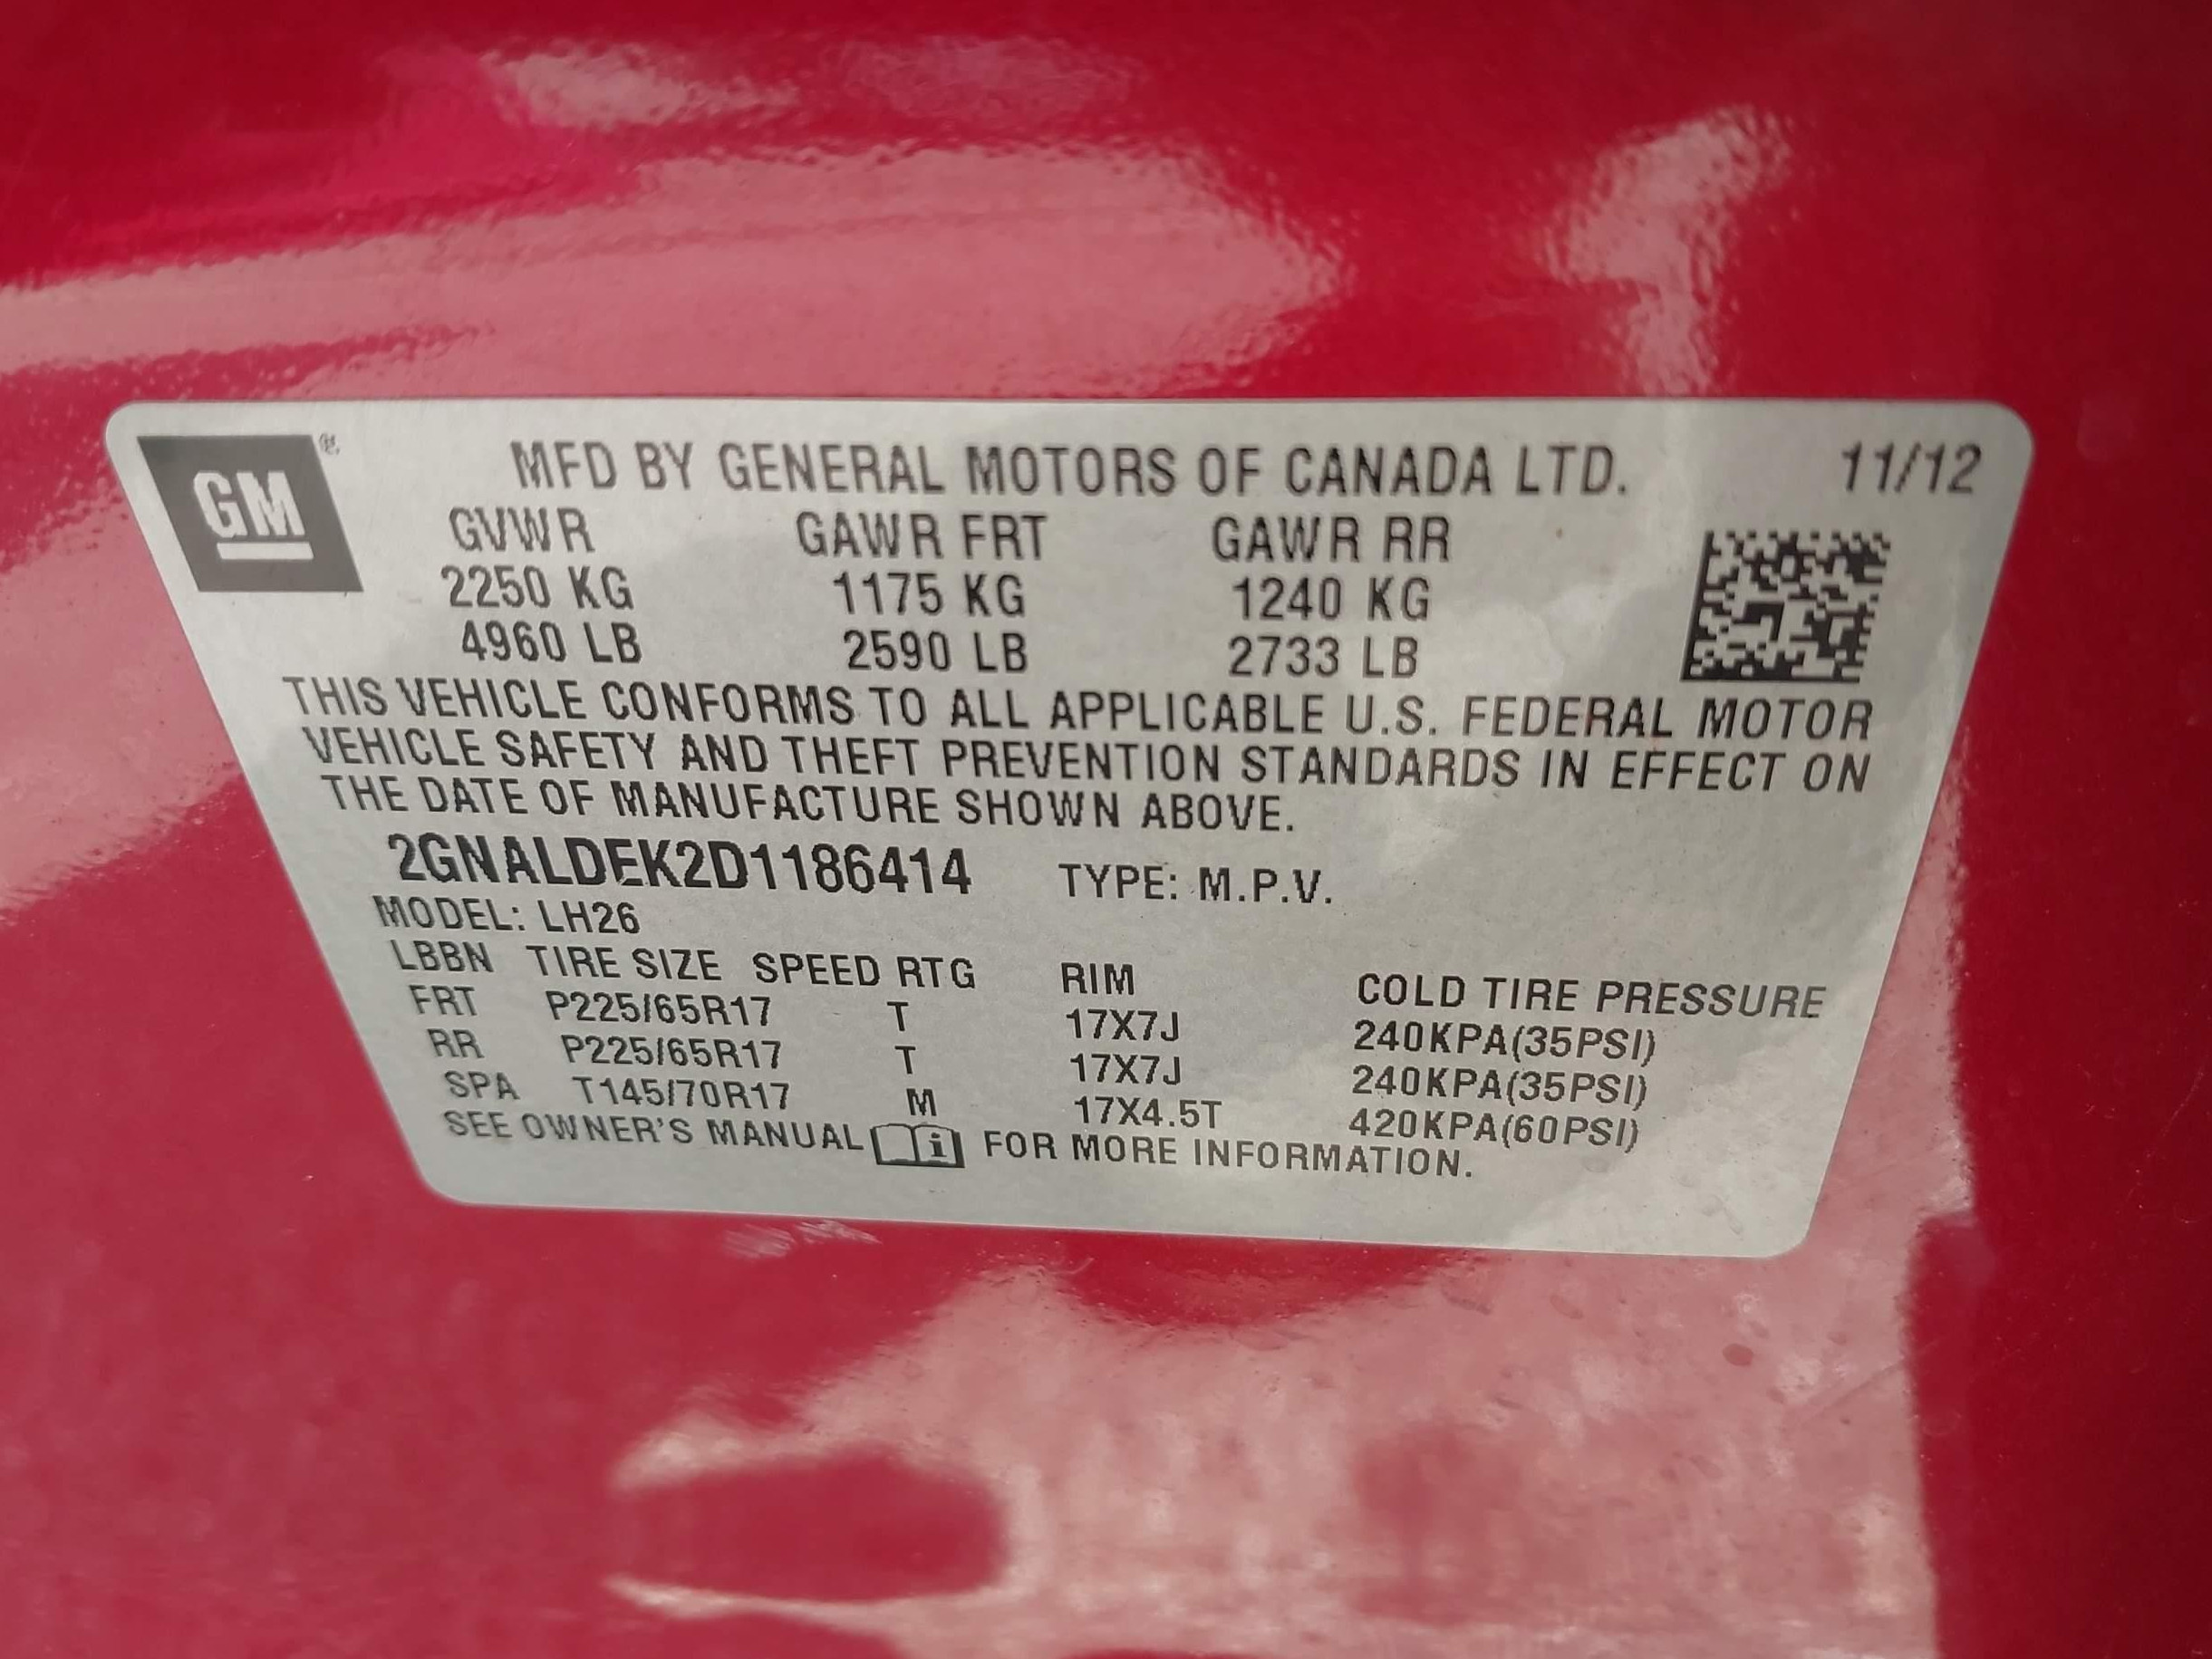 GM ®
MFD BY GENERAL MOTORS OF CANADA LTD. 11/12
GVWR GAWR FRT GAWR RR
2250 KG 1175 KG 1240 KG
4960 LB 2590 LB 2733 LB
THIS VEHICLE CONFORMS TO ALL APPLICABLE U.S. FEDERAL MOTOR
VEHICLE SAFETY AND THEFT PREVENTION STANDARDS IN EFFECT ON
THE DATE OF MANUFACTURE SHOWN ABOVE.
2GNALDEK2D1186414 TYPE: M.P.V.
MODEL: LH26
LBBN TIRE SIZE SPEED RTG RIM COLD TIRE PRESSURE
FRT P225/65R17 T 17X7J 240KPA(35PSI)
RR P225/65R17 T 17X7J 240KPA(35PSI)
SPA T145/70R17 M 17X4.5T 420KPA(60PSI)
SEE OWNER'S MANUAL i FOR MORE INFORMATION.